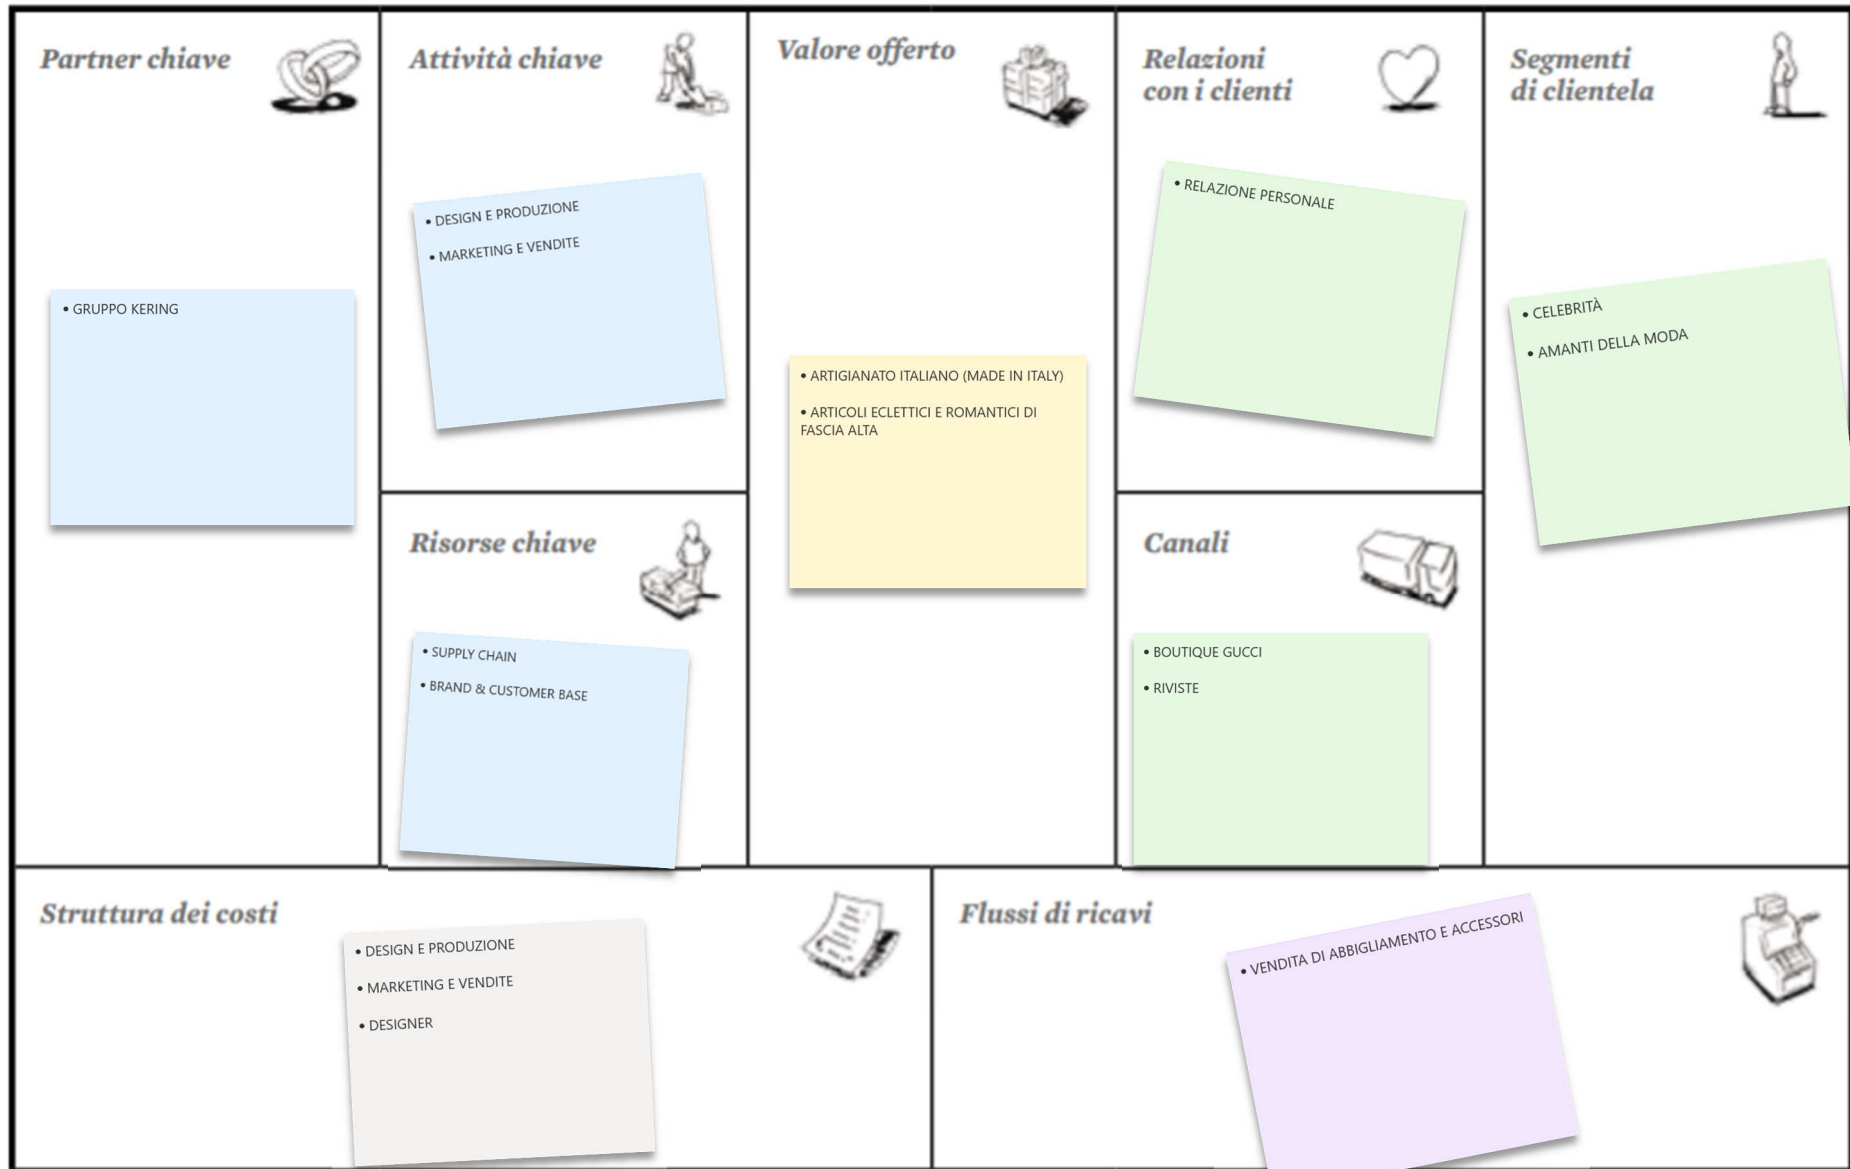 Partner chiave
• GRUPPO KERING
Attività chiave
• DESIGN E PRODUZIONE
• MARKETING E VENDITE
Risorse chiave
• SUPPLY CHAIN
• BRAND & CUSTOMER BASE
Valore offerto
• ARTIGIANATO ITALIANO (MADE IN ITALY)
• ARTICOLI ECLETTICI E ROMANTICI DI
FASCIA ALTA
Relazioni
con i clienti
• RELAZIONE PERSONALE
Canali
• BOUTIQUE GUCCI
• RIVISTE
Segmenti
di clientela
• CELEBRITÀ
• AMANTI DELLA MODA
Struttura dei costi
• DESIGN E PRODUZIONE
• MARKETING E VENDITE
• DESIGNER
Flussi di ricavi
• VENDITA DI ABBIGLIAMENTO E ACCESSORI